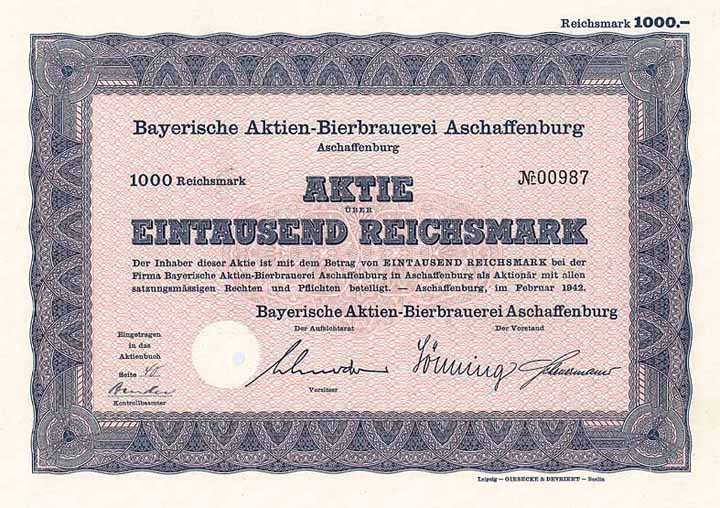 Reichsmark 1000.–
Bayerische Aktien-Bierbrauerei Aschaffenburg
Aschaffenburg
1000 Reichsmark
№ 00987
AKTIE
ÜBER
EINTAUSEND REICHSMARK
Der Inhaber dieser Aktie ist mit dem Betrag von EINTAUSEND REICHSMARK bei der
Firma Bayerische Aktien-Bierbrauerei Aschaffenburg in Aschaffenburg als Aktionär mit allen
satzungsmässigen Rechten und Pflichten beteiligt. — Aschaffenburg, im Februar 1942.
Bayerische Aktien-Bierbrauerei Aschaffenburg
Der Aufsichtsrat
Der Vorstand
Eingetragen
in das
Aktienbuch
Seite
Kontrollbeamter
Vorsitzer
Leipzig — GIESECKE & DEVRIENT — Berlin